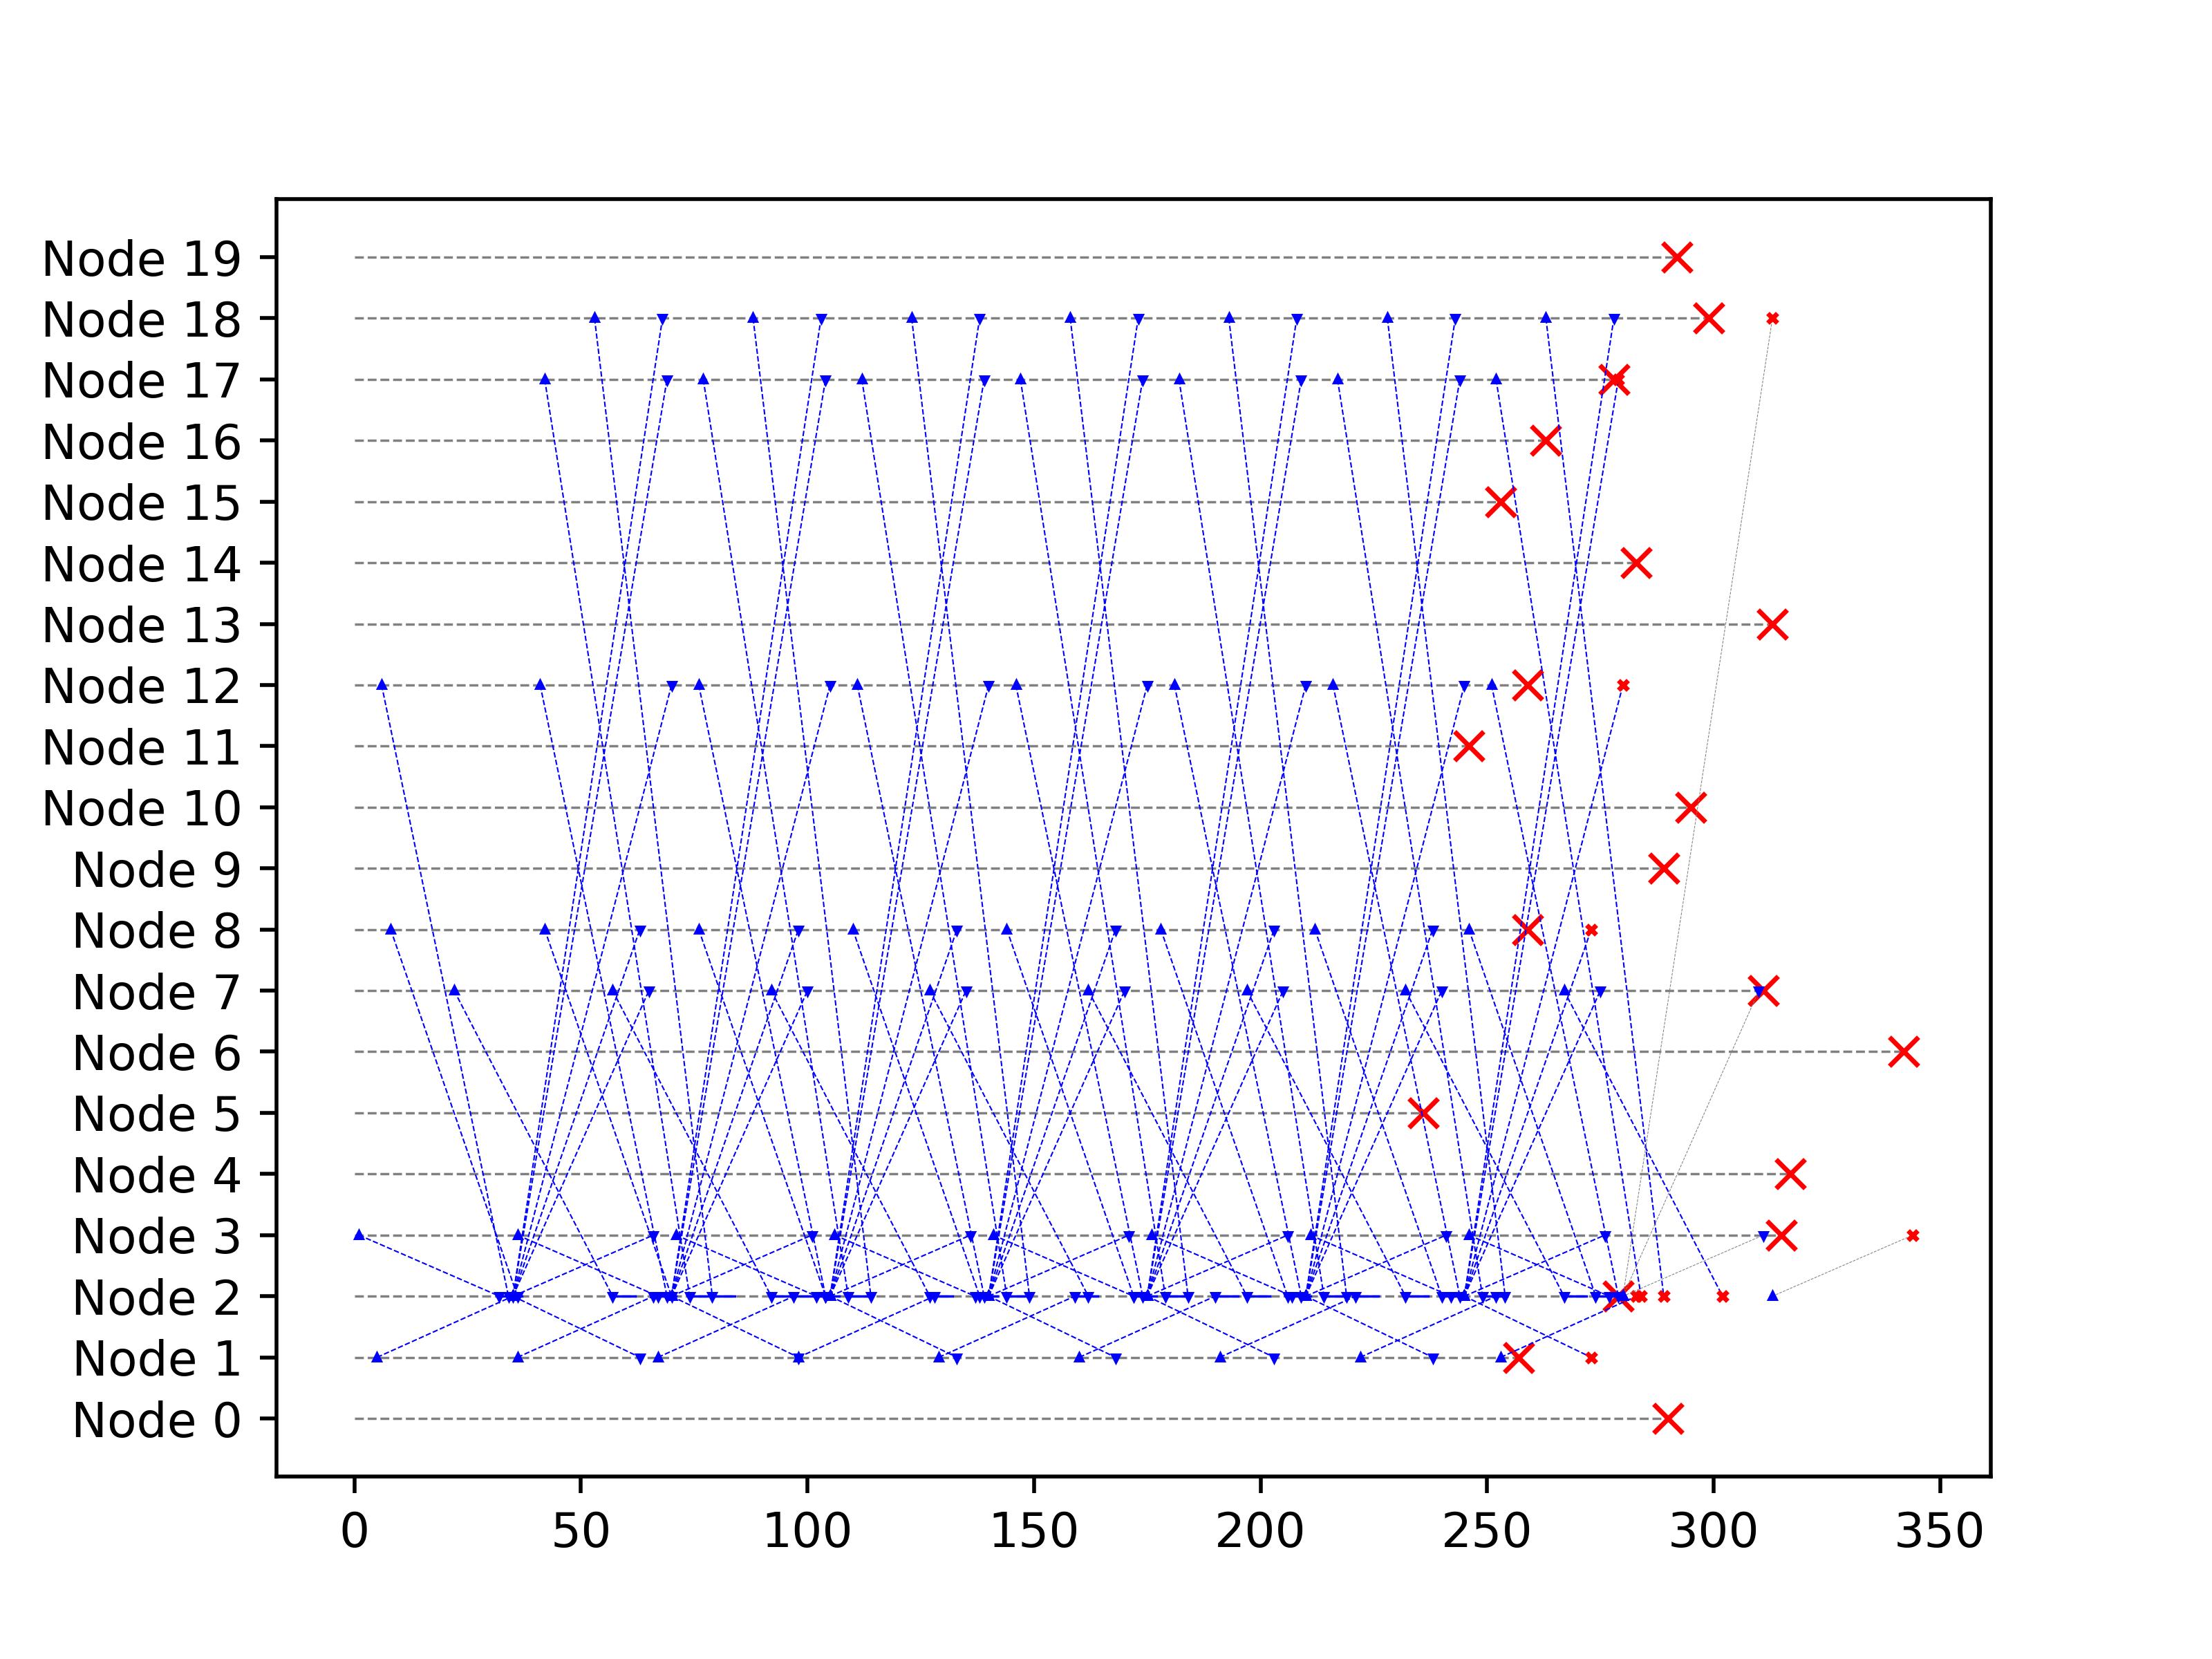 Node 19
Node 18
Node 17
Node 16
Node 15
Node 14
Node 13
Node 12
Node 11
Node 10
Node 9
Node 8
Node 7
Node 6
Node 5
Node 4
Node 3
Node 2
Node 1
Node 0
0 50 100 150 200 250 300 350